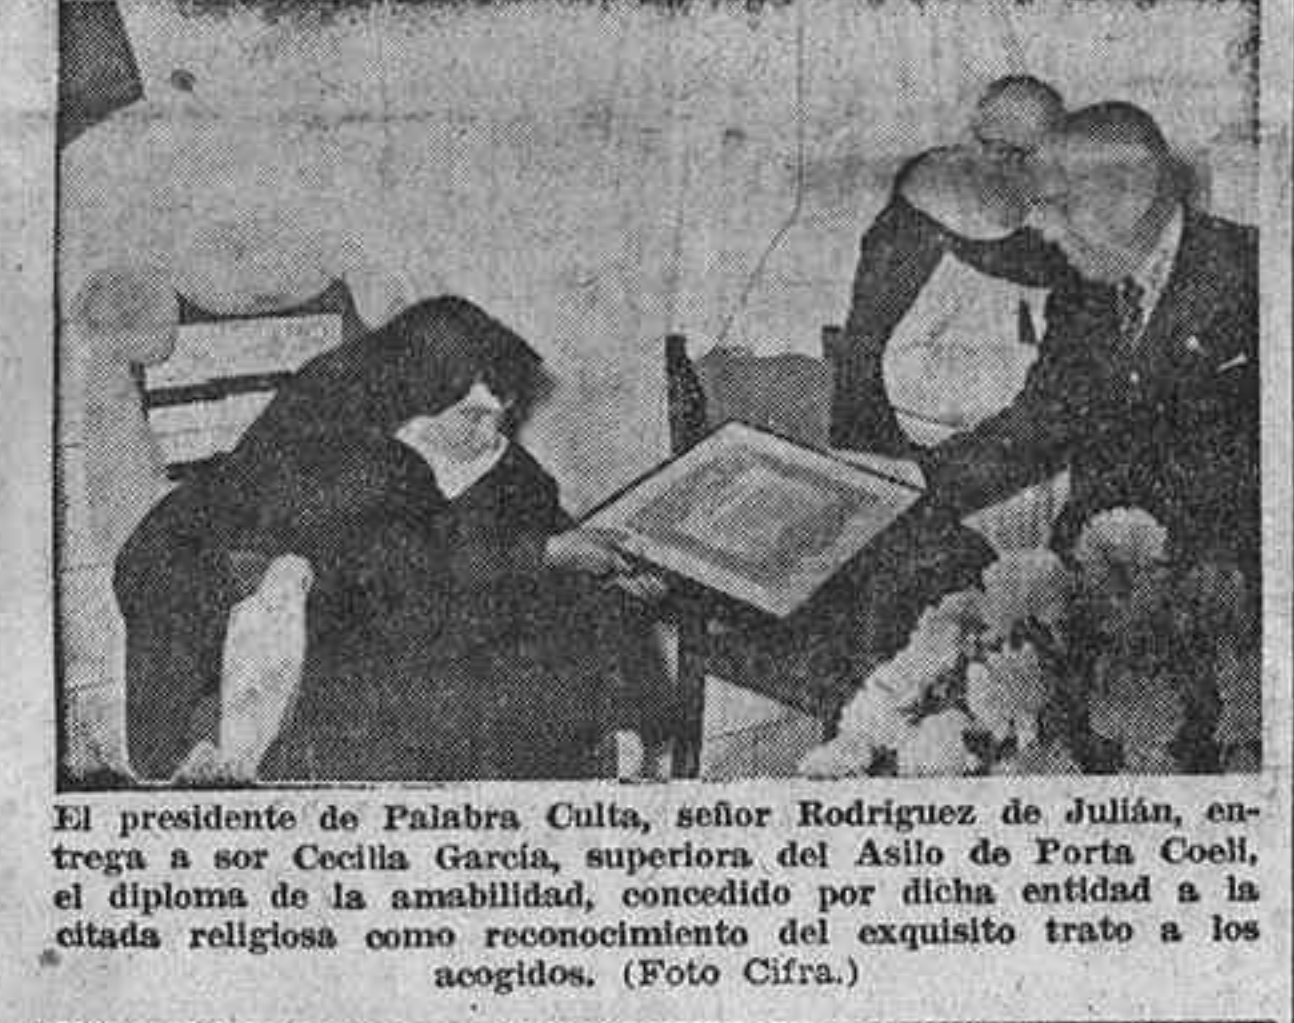 El presidente de Palabra Culta, señor Rodríguez de Julián, en-
trega a sor Cecilia García, superiora del Asilo de Porta Coeli,
el diploma de la amabilidad, concedido por dicha entidad a la
citada religiosa como reconocimiento del exquisito trato a los
acogidos. (Foto Cifra.)